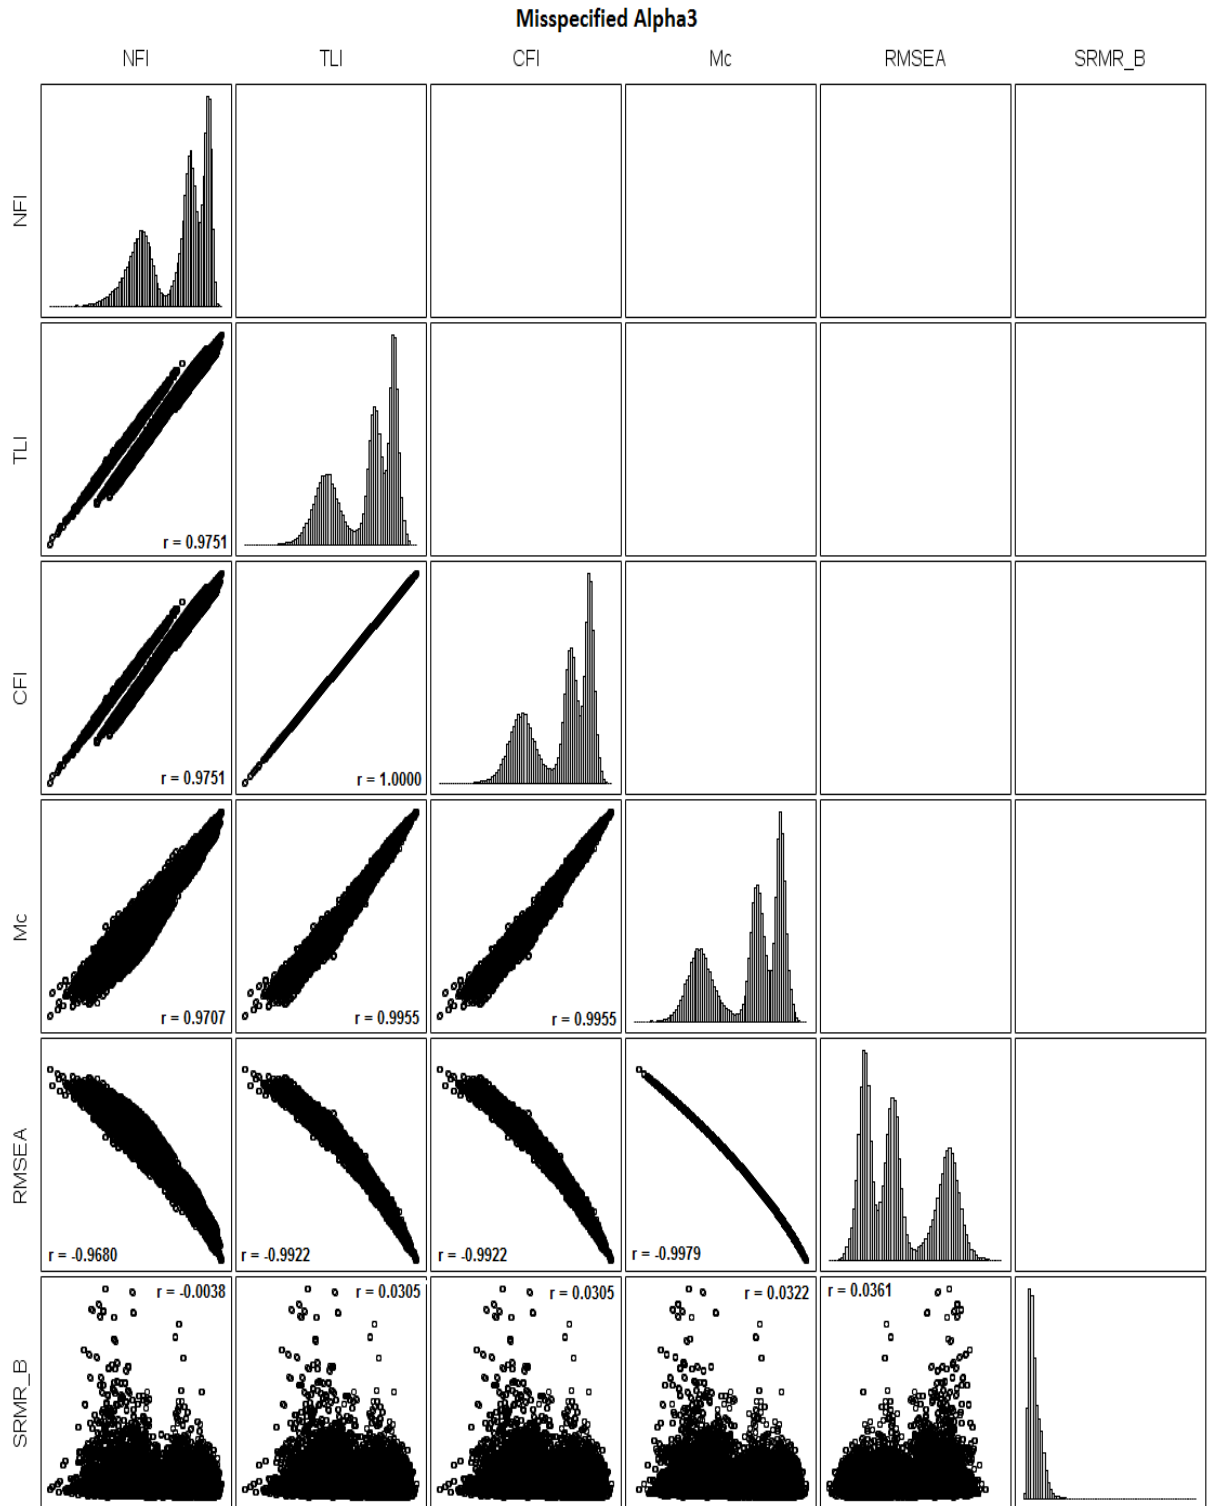 Misspecified Alpha3
NFI TLI CFI Mc RMSEA SRMR_B
NFI
TLI
r = 0.9751
CFI
r = 0.9751 r = 1.0000
Mc
r = 0.9707 r = 0.9955 r = 0.9955
RMSEA
r = -0.9680 r = -0.9922 r = -0.9922 r = -0.9979
SRMR_B
r = -0.0038 r = 0.0305 r = 0.0305 r = 0.0322 r = 0.0361